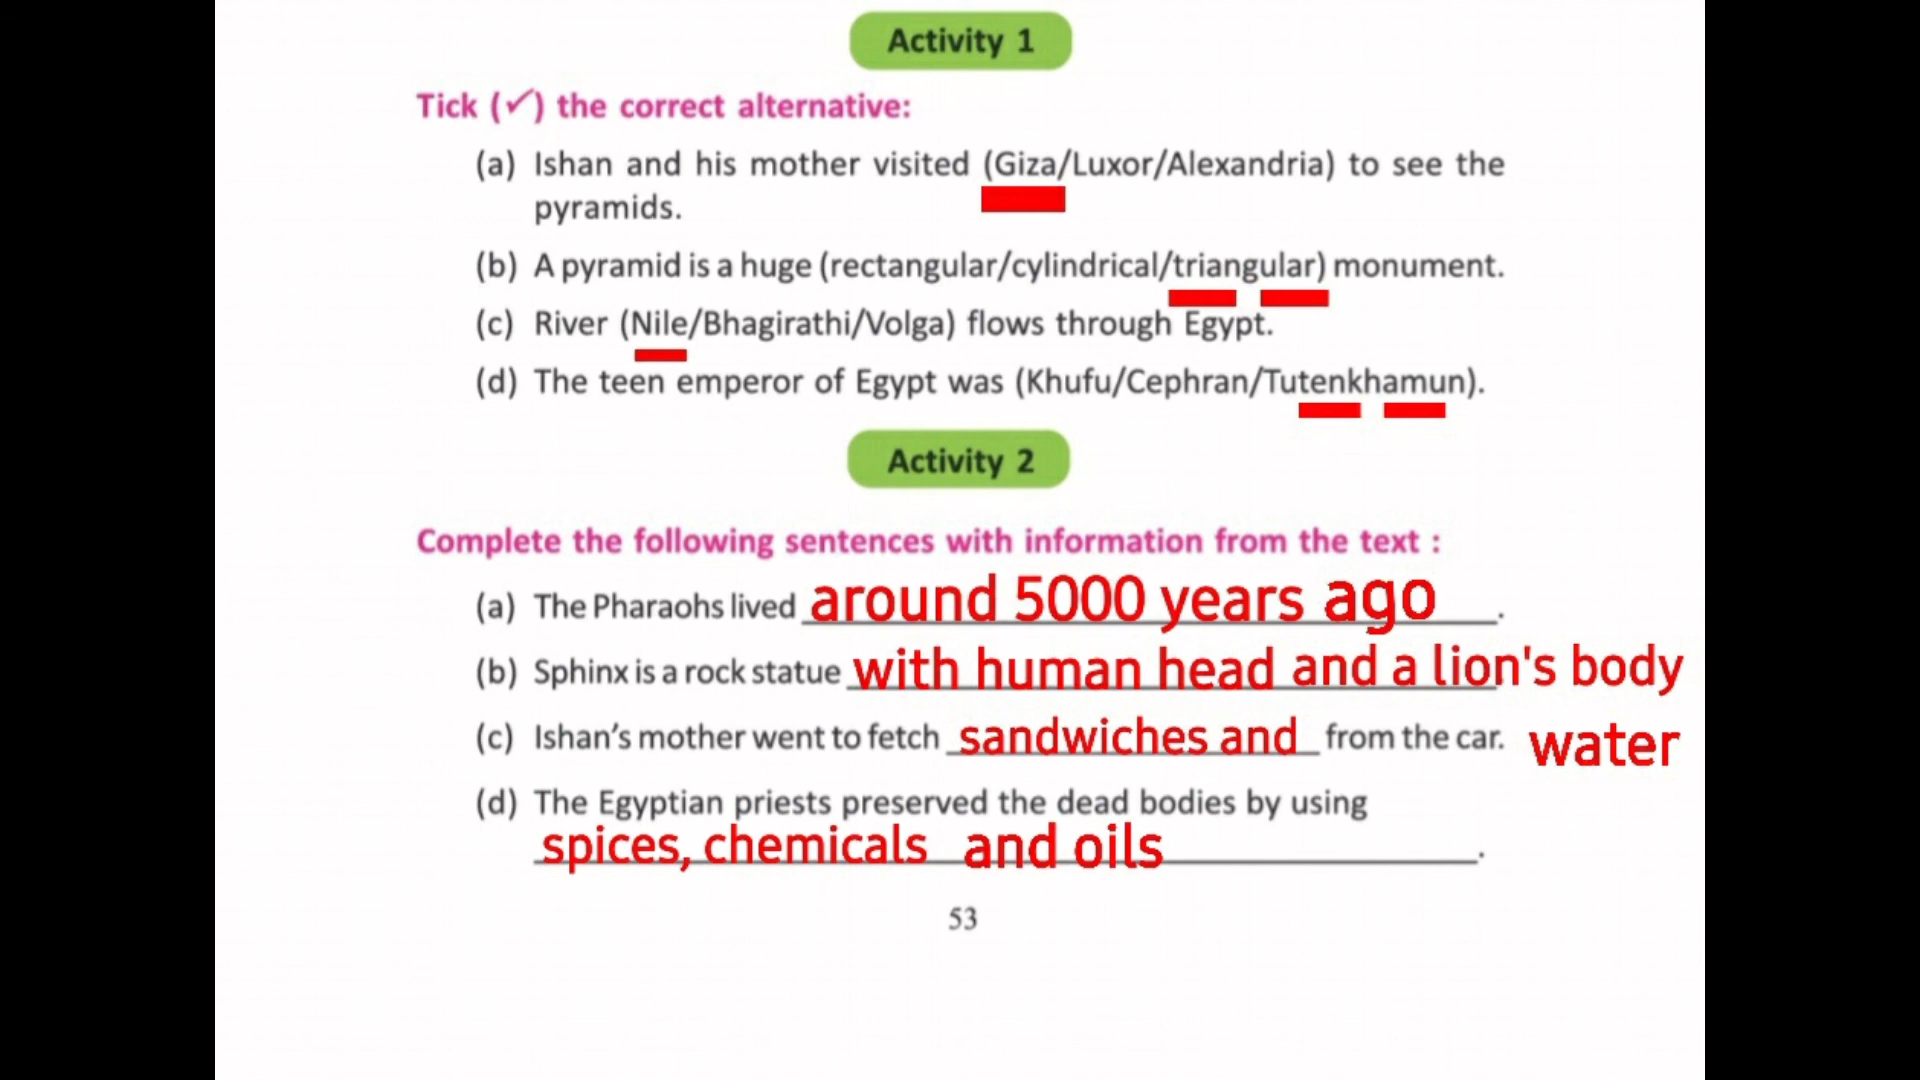 Activity 1
Tick (✓) the correct alternative:
(a) Ishan and his mother visited (Giza/Luxor/Alexandria) to see the
pyramids.
(b) A pyramid is a huge (rectangular/cylindrical/triangular) monument.
(c) River (Nile/Bhagirathi/Volga) flows through Egypt.
(d) The teen emperor of Egypt was (Khufu/Cephran/Tutenkhamun).
Activity 2
Complete the following sentences with information from the text :
(a) The Pharaohs lived around 5000 years ago.
(b) Sphinx is a rock statue with human head and a lion's body
(c) Ishan's mother went to fetch sandwiches and from the car. water
(d) The Egyptian priests preserved the dead bodies by using
spices, chemicals and oils.
53